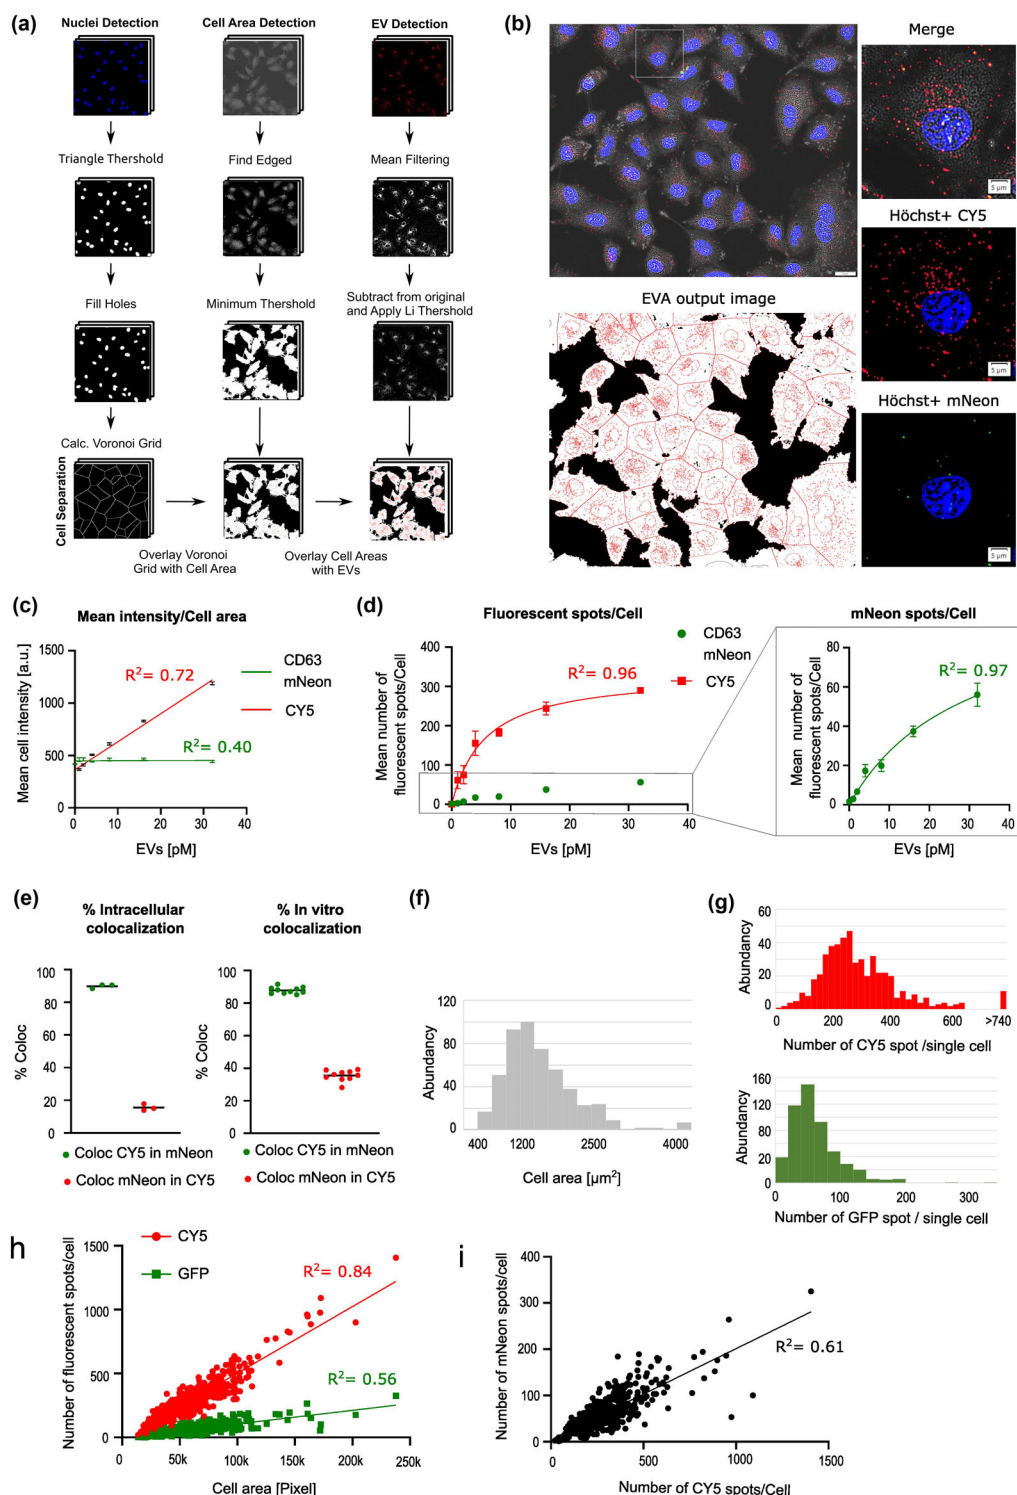 (a)
Nuclei Detection
Cell Area Detection
EV Detection
Triangle Thershold
Find Edged
Mean Filtering
Fill Holes
Minimum Thershold
Subtract from original
and Apply Li Thershold
Calc. Voronoi Grid
Cell Separation
Overlay Voronoi
Grid with Cell Area
Overlay Cell Areas
with EVs
(b)
Merge
5 µm
Höchst+ CY5
5 µm
EVA output image
Höchst+ mNeon
5 µm
(c)
Mean intensity/Cell area
Mean cell intensity [a.u.]
1500
1000
500
0
0 10 20 30 40
EVs [pM]
R²= 0.72
R²= 0.40
CD63
mNeon
CY5
(d)
Fluorescent spots/Cell
Mean number of
fluorescent spots/Cell
400
300
200
100
0
0 10 20 30 40
EVs [pM]
R²= 0.96
CD63
mNeon
CY5
mNeon spots/Cell
Mean number of
fluorescent spots/Cell
80
60
40
20
0
0 10 20 30 40
EVs [pM]
R²= 0.97
(e)
% Intracellular
colocalization
% Coloc
100
80
60
40
20
0
Coloc CY5 in mNeon
Coloc mNeon in CY5
% In vitro
colocalization
% Coloc
100
80
60
40
20
0
Coloc CY5 in mNeon
Coloc mNeon in CY5
(f)
Abundancy
120
80
40
0
400 1200 2500 4000
Cell area [µm²]
(g)
Abundancy
60
40
20
0
0 200 400 600 >740
Number of CY5 spot /single cell
Abundancy
160
120
80
40
0
0 100 200 300
Number of GFP spot / single cell
h
CY5
GFP
Number of fluorescent spots/cell
1500
1000
500
0
0 50k 100k 150k 200k 250k
Cell area [Pixel]
R²= 0.84
R²= 0.56
i
Number of mNeon spots/cell
400
300
200
100
0
0 500 1000 1500
Number of CY5 spots/Cell
R²= 0.61